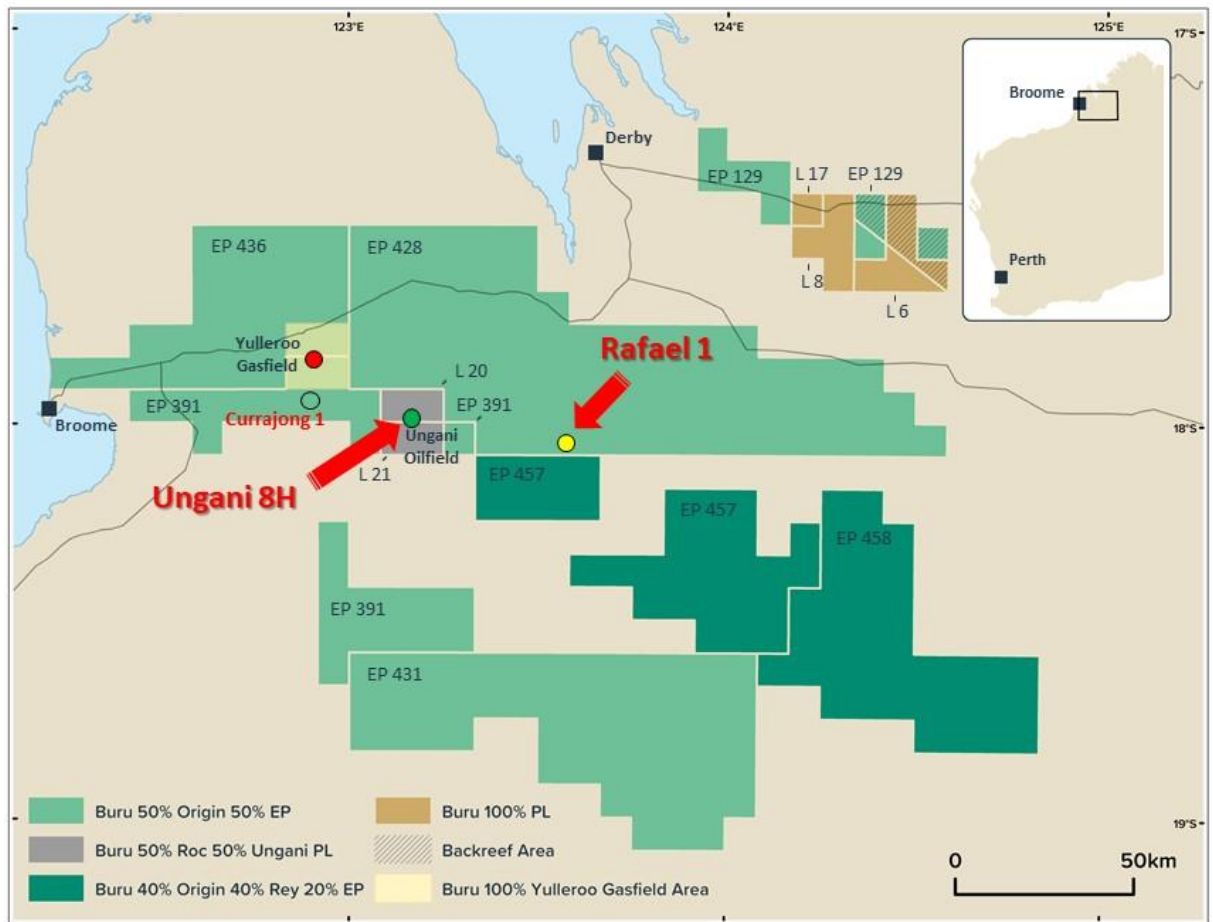 123°E
124°E
125°E
17°S
Broome
Perth
Derby
EP 129
L 17
EP 129
L 8
L 6
EP 436
EP 428
Yulleroo
Gasfield
Rafael 1
L 20
EP 391
EP 391
Currajong 1
Broome
Ungani
Oilfield
18°S
L 21
EP 457
Ungani 8H
EP 457
EP 458
EP 391
EP 431
Buru 50% Origin 50% EP
Buru 50% Roc 50% Ungani PL
Buru 40% Origin 40% Rey 20% EP
Buru 100% PL
Backreef Area
Buru 100% Yulleroo Gasfield Area
19°S
0 50km